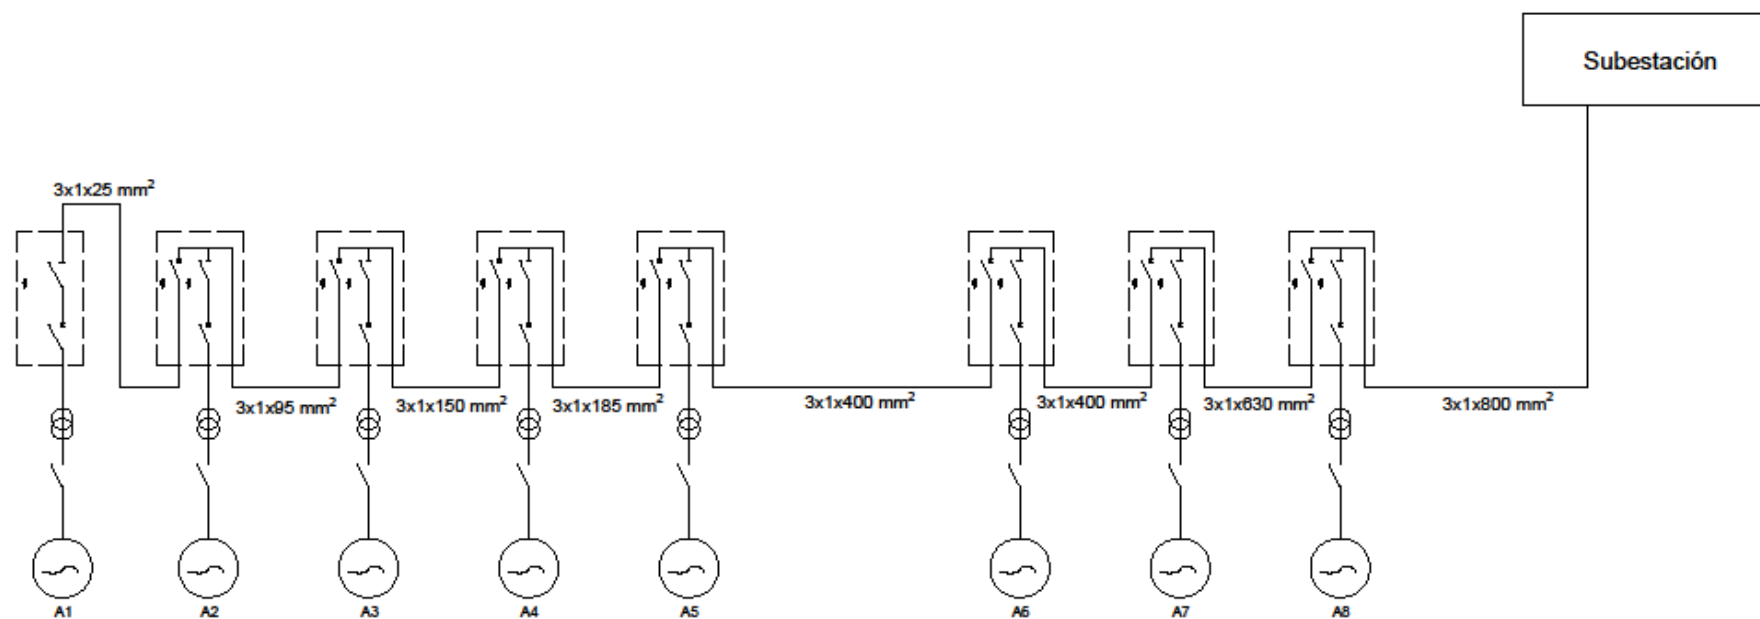 Subestación
3x1x25 mm²
3x1x95 mm²
3x1x150 mm²
3x1x185 mm²
3x1x400 mm²
3x1x400 mm²
3x1x630 mm²
3x1x800 mm²
A1
A2
A3
A4
A5
A6
A7
A8